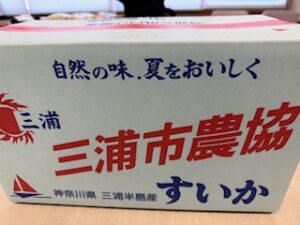 自然の味.夏をおいしく
三浦
三浦市農協
神奈川県 三浦半島産 すいか